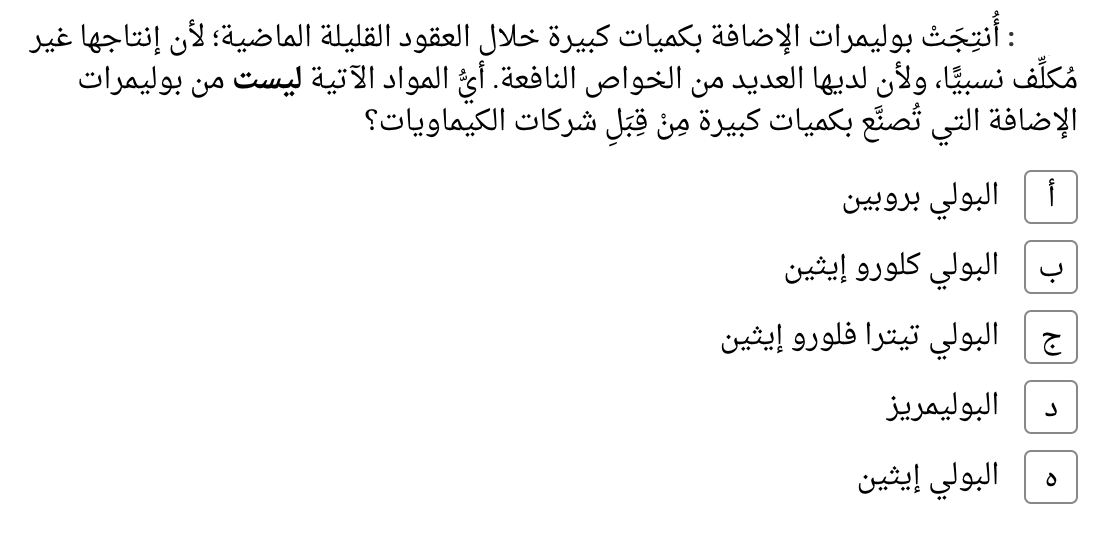 : أُنتِجَتْ بوليمرات الإضافة بكميات كبيرة خلال العقود القليلة الماضية؛ لأن إنتاجها غير
مُكلِّف نسبيًّا، ولأن لديها العديد من الخواص النافعة. أيُّ المواد الآتية ليست من بوليمرات
الإضافة التي تُصنَّع بكميات كبيرة مِنْ قِبَلِ شركات الكيماويات؟
أ البولي بروبين
ب البولي كلورو إيثين
ج البولي تيترا فلورو إيثين
د البوليمريز
ه البولي إيثين